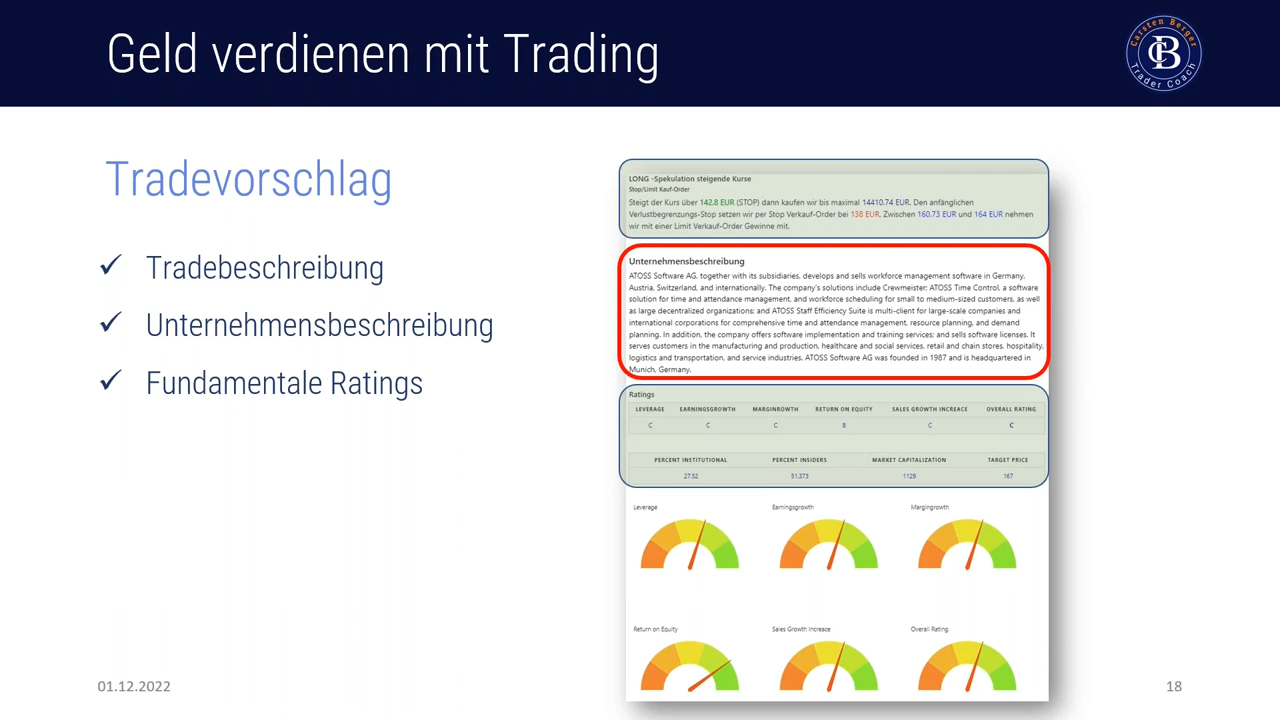 Geld verdienen mit Trading
Carsten Berger
CB
Trader Coach
Tradevorschlag
Tradebeschreibung
Unternehmensbeschreibung
Fundamentale Ratings
LONG -Spekulation steigende Kurse
Stop/Limit Kauf-Order
Steigt der Kurs über 142.8 EUR (STOP) dann kaufen wir bis maximal 14410.74 EUR. Den anfänglichen
Verlustbegrenzungs-Stop setzen wir per Stop Verkauf-Order bei 138 EUR. Zwischen 160.73 EUR und 164 EUR nehmen
wir mit einer Limit Verkauf-Order Gewinne mit.
Unternehmensbeschreibung
ATOSS Software AG, together with its subsidiaries, develops and sells workforce management software in Germany,
Austria, Switzerland, and internationally. The company's solutions include Crewmeister; ATOSS Time Control, a software
solution for time and attendance management, and workforce scheduling for small to medium-sized customers, as well
as large decentralized organizations; and ATOSS Staff Efficiency Suite is multi-client for large-scale companies and
international corporations for comprehensive time and attendance management, resource planning, and demand
planning. In addition, the company offers software implementation and training services; and sells software licenses. It
serves customers in the manufacturing and production, healthcare and social services, retail and chain stores, hospitality,
logistics and transportation, and service industries. ATOSS Software AG was founded in 1987 and is headquartered in
Munich, Germany.
Ratings
LEVERAGE EARNINGSGROWTH MARGINROWTH RETURN ON EQUITY SALES GROWTH INCREACE OVERALL RATING
C C C B C C
PERCENT INSTITUTIONAL PERCENT INSIDERS MARKET CAPITALIZATION TARGET PRICE
27.52 51.373 1129 167
Leverage Earningsgrowth Margingrowth
Return on Equity Sales Growth Increace Overall Rating
01.12.2022
18